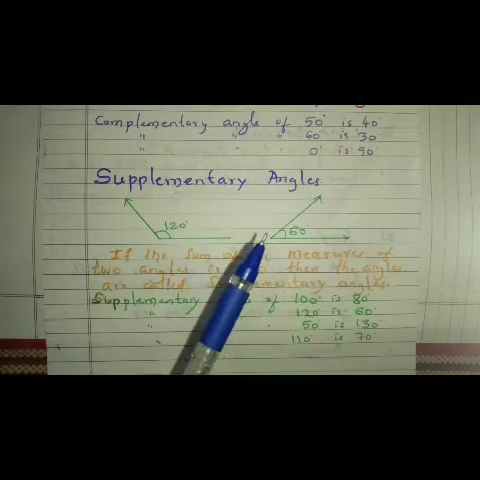 Complementary angle of 50° is 40°
" " " 60° is 30°
" " " 0° is 90°
Supplementary Angles
120° 60°
If the Sum of the measures of
two angles is then the angles
are called Supplementary angles.
Supplementary of 100° is 80°
" " 120° is 60°
" " 50° is 130°
" 110° is 70°